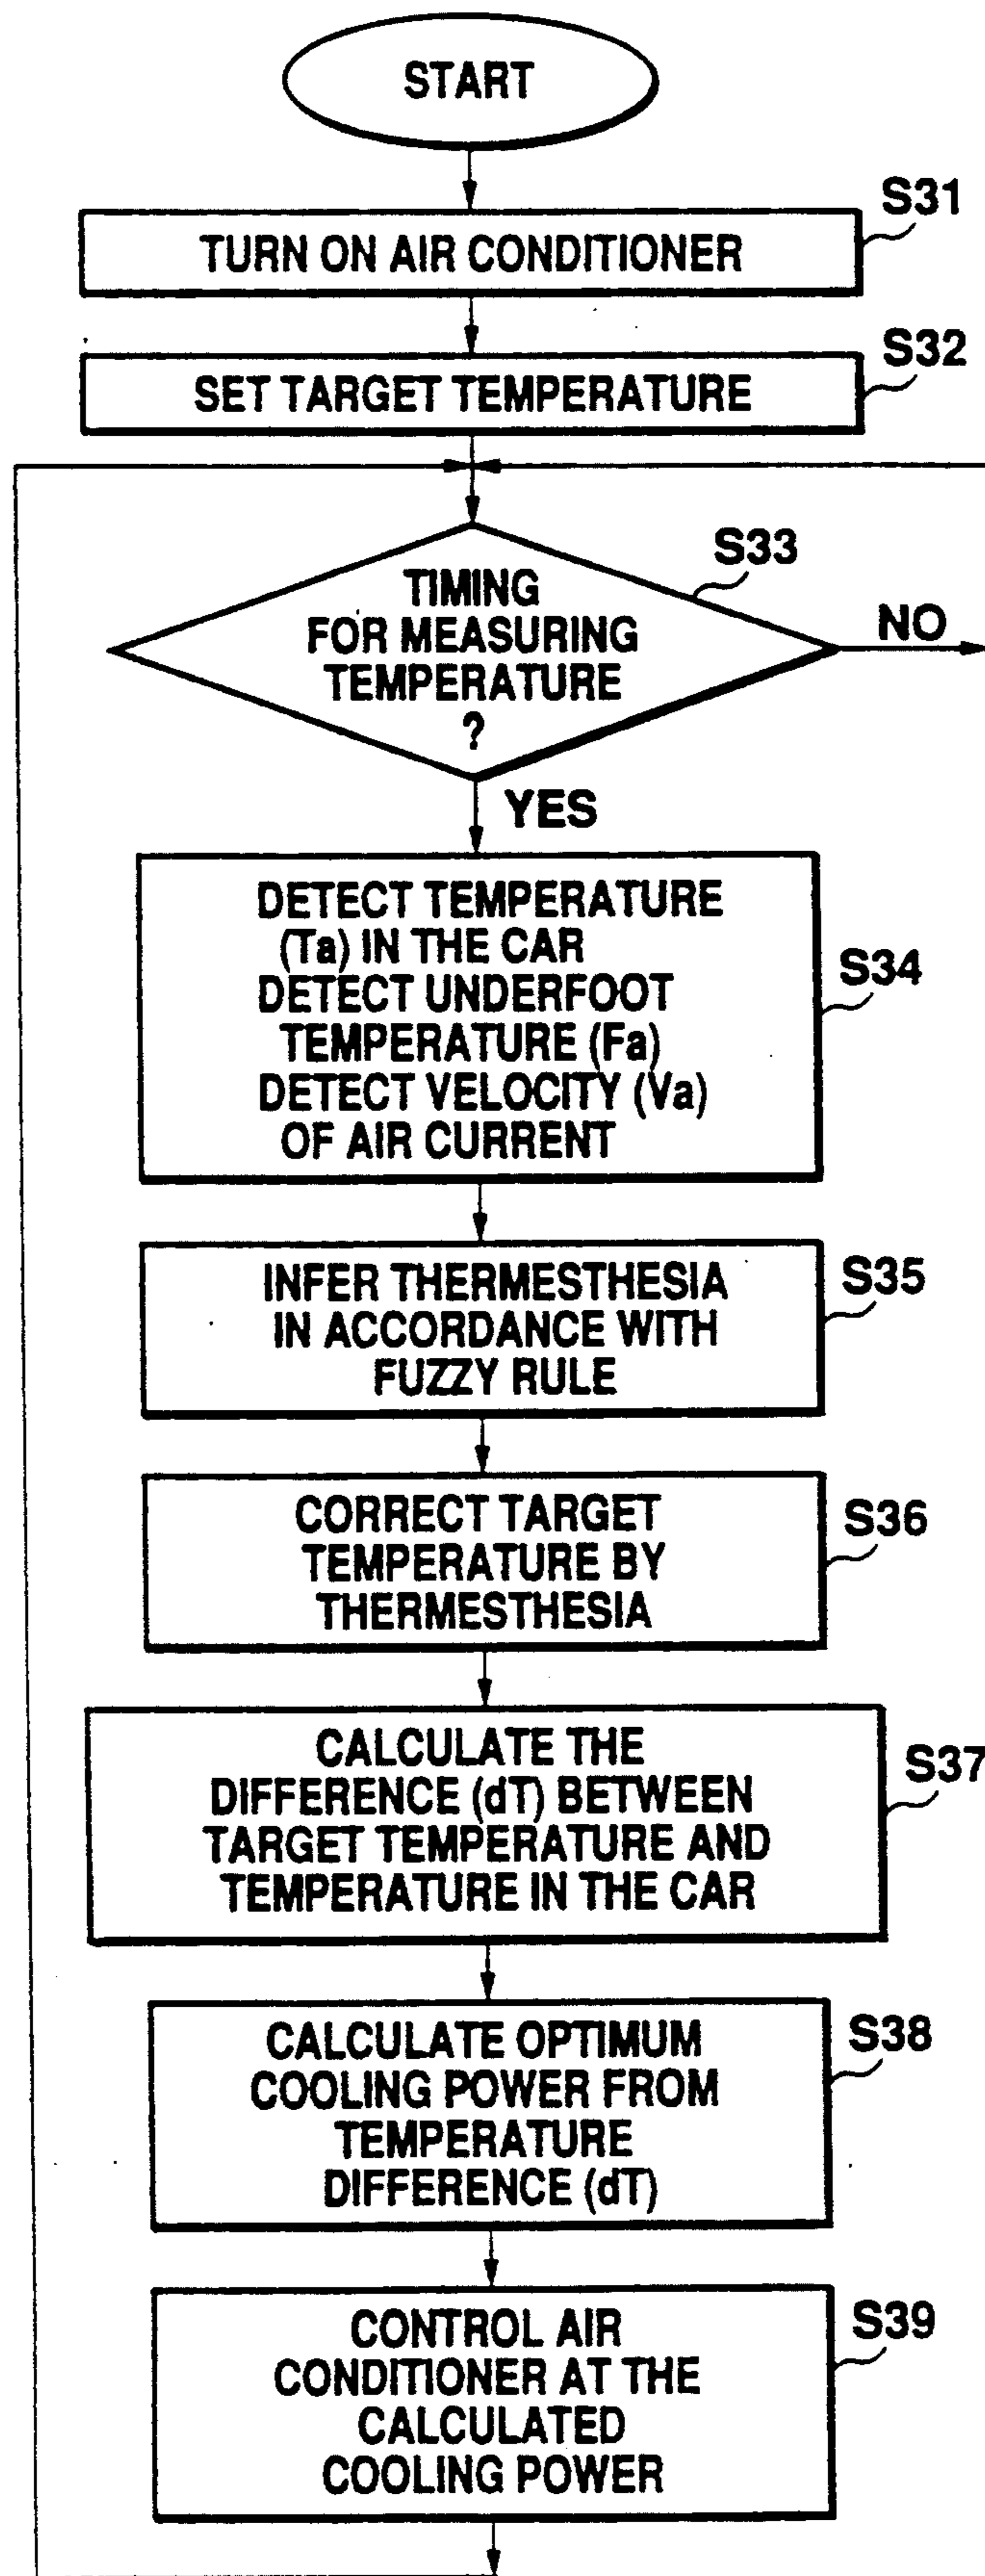 START
S31
TURN ON AIR CONDITIONER
S32
SET TARGET TEMPERATURE
S33
TIMING
FOR MEASURING
TEMPERATURE
?
NO
YES
DETECT TEMPERATURE
(Ta) IN THE CAR
DETECT UNDERFOOT
TEMPERATURE (Fa)
DETECT VELOCITY (Va)
OF AIR CURRENT
S34
INFER THERMESTHESIA
IN ACCORDANCE WITH
FUZZY RULE
S35
CORRECT TARGET
TEMPERATURE BY
THERMESTHESIA
S36
CALCULATE THE
DIFFERENCE (dT) BETWEEN
TARGET TEMPERATURE AND
TEMPERATURE IN THE CAR
S37
CALCULATE OPTIMUM
COOLING POWER FROM
TEMPERATURE
DIFFERENCE (dT)
S38
CONTROL AIR
CONDITIONER AT THE
CALCULATED
COOLING POWER
S39